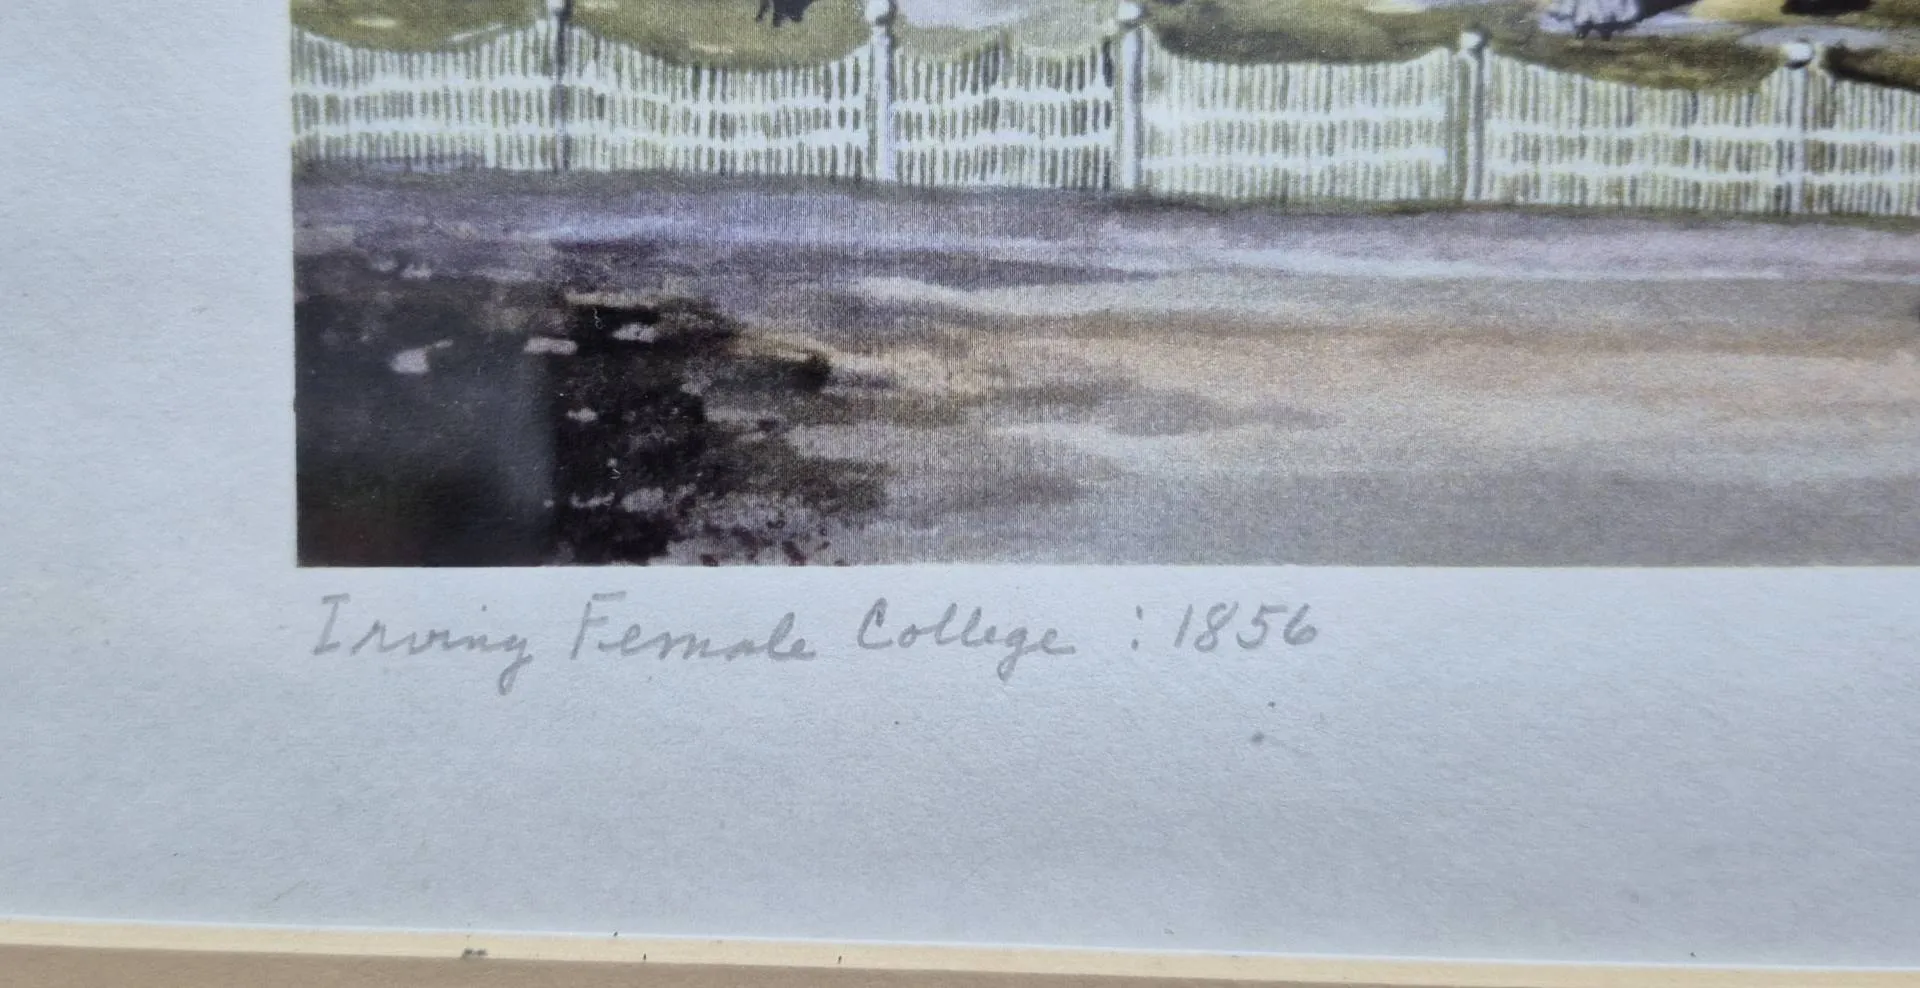 Irving Female College : 1856